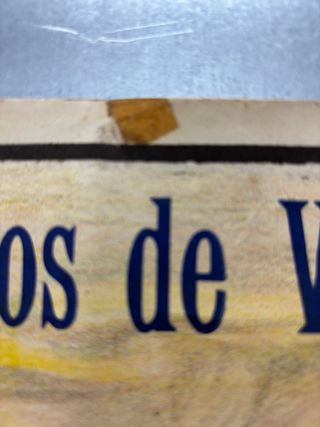 os de V